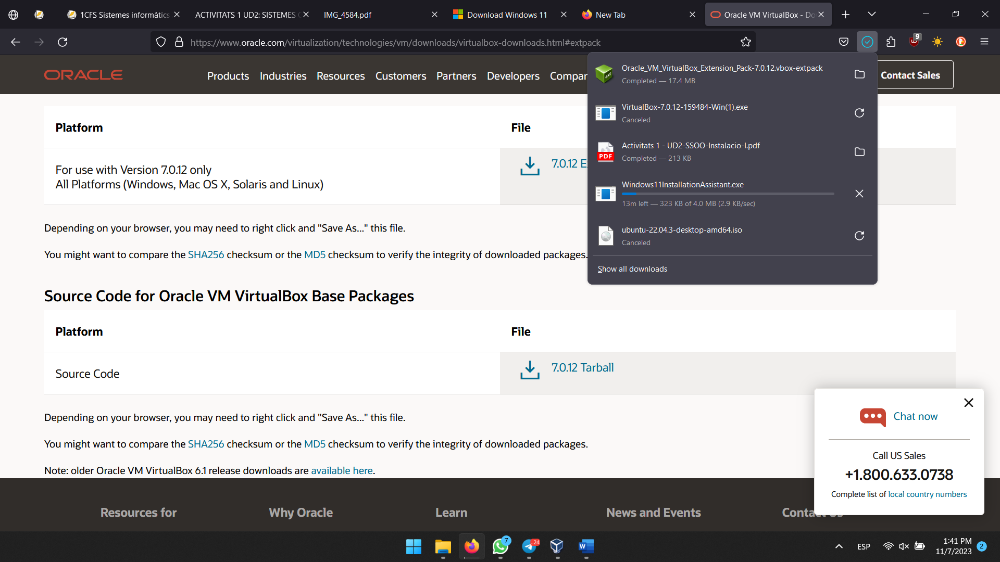 1CFS Sistemes informàtics
ACTIVITATS 1 UD2: SISTEMES
IMG_4584.pdf
Download Windows 11
New Tab
Oracle VM VirtualBox - Do
https://www.oracle.com/virtualization/technologies/vm/downloads/virtualbox-downloads.html#extpack
9
ORACLE
Products
Industries
Resources
Customers
Partners
Developers
Compar
Contact Sales
Oracle_VM_VirtualBox_Extension_Pack-7.0.12.vbox-extpack
Completed — 17.4 MB
VirtualBox-7.0.12-159484-Win(1).exe
Canceled
Activitats 1 - UD2-SSOO-Instalacio-I.pdf
Completed — 213 KB
PDF
Windows11InstallationAssistant.exe
13m left — 323 KB of 4.0 MB (2.9 KB/sec)
ubuntu-22.04.3-desktop-amd64.iso
Canceled
Show all downloads
Platform
File
For use with Version 7.0.12 only
All Platforms (Windows, Mac OS X, Solaris and Linux)
7.0.12 E
Depending on your browser, you may need to right click and "Save As..." this file.
You might want to compare the SHA256 checksum or the MD5 checksum to verify the integrity of downloaded packages.
Source Code for Oracle VM VirtualBox Base Packages
Platform
File
Source Code
7.0.12 Tarball
Depending on your browser, you may need to right click and "Save As..." this file.
You might want to compare the SHA256 checksum or the MD5 checksum to verify the integrity of downloaded packages.
Note: older Oracle VM VirtualBox 6.1 release downloads are available here.
Chat now
Call US Sales
+1.800.633.0738
Complete list of local country numbers
Resources for
Why Oracle
Learn
News and Events
Contact Us
7
..24
W
ESP
1:41 PM
11/7/2023
2